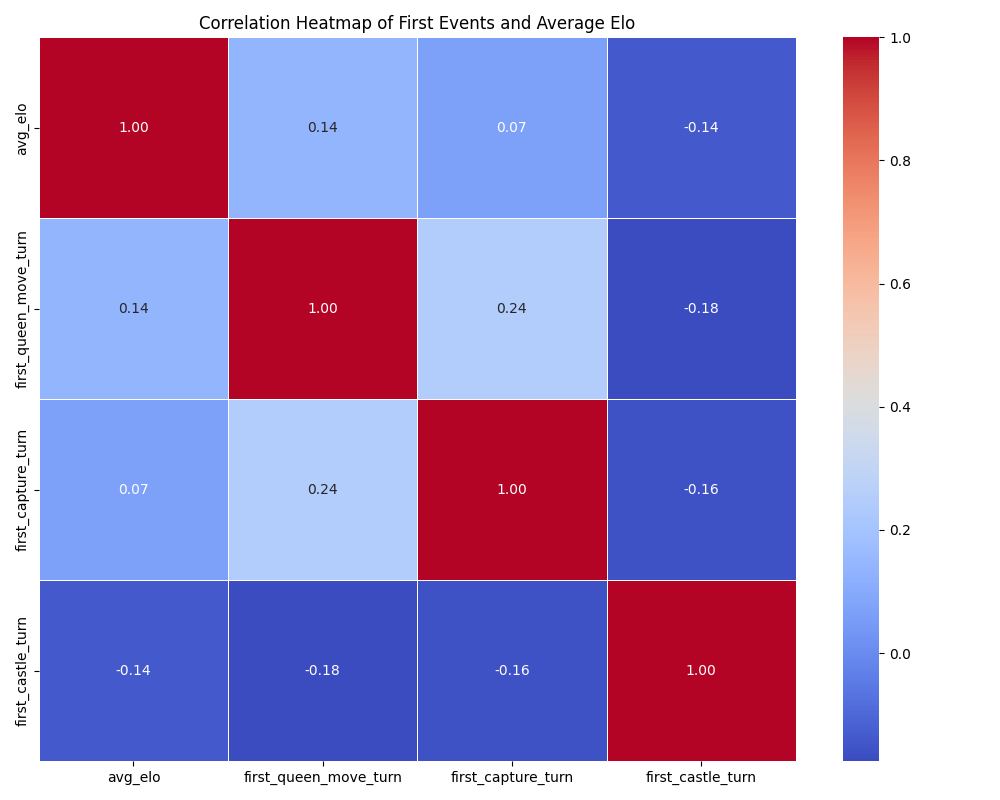 Correlation Heatmap of First Events and Average Elo
avg_elo
1.00
0.14
0.07
-0.14
first_queen_move_turn
0.14
1.00
0.24
-0.18
first_capture_turn
0.07
0.24
1.00
-0.16
first_castle_turn
-0.14
-0.18
-0.16
1.00
avg_elo
first_queen_move_turn
first_capture_turn
first_castle_turn
1.0
0.8
0.6
0.4
0.2
0.0